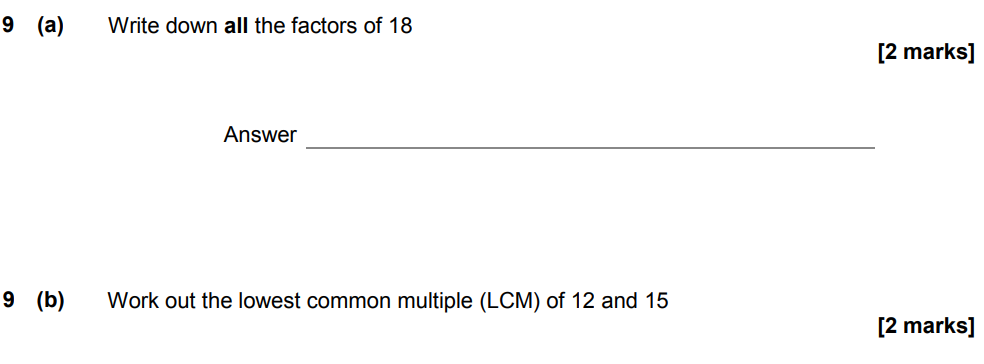 9 (a) Write down all the factors of 18
[2 marks]
Answer
9 (b) Work out the lowest common multiple (LCM) of 12 and 15
[2 marks]